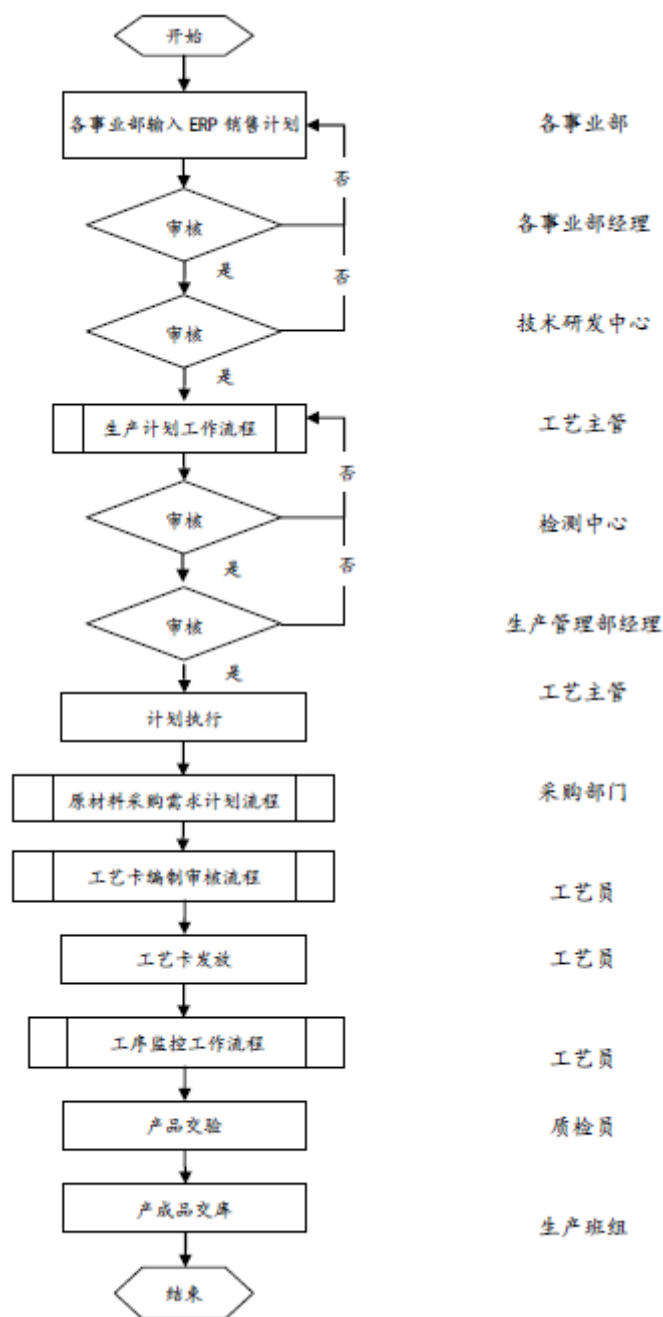 开始
各事业部输入 ERP 销售计划
各事业部
否
审核
各事业部经理
是
否
审核
技术研发中心
是
生产计划工作流程
工艺主管
否
审核
检测中心
是
否
审核
生产管理部经理
是
工艺主管
计划执行
原材料采购需求计划流程
采购部门
工艺卡编制审核流程
工艺员
工艺卡发放
工艺员
工序监控工作流程
工艺员
产品交验
质检员
产成品交库
生产班组
结束